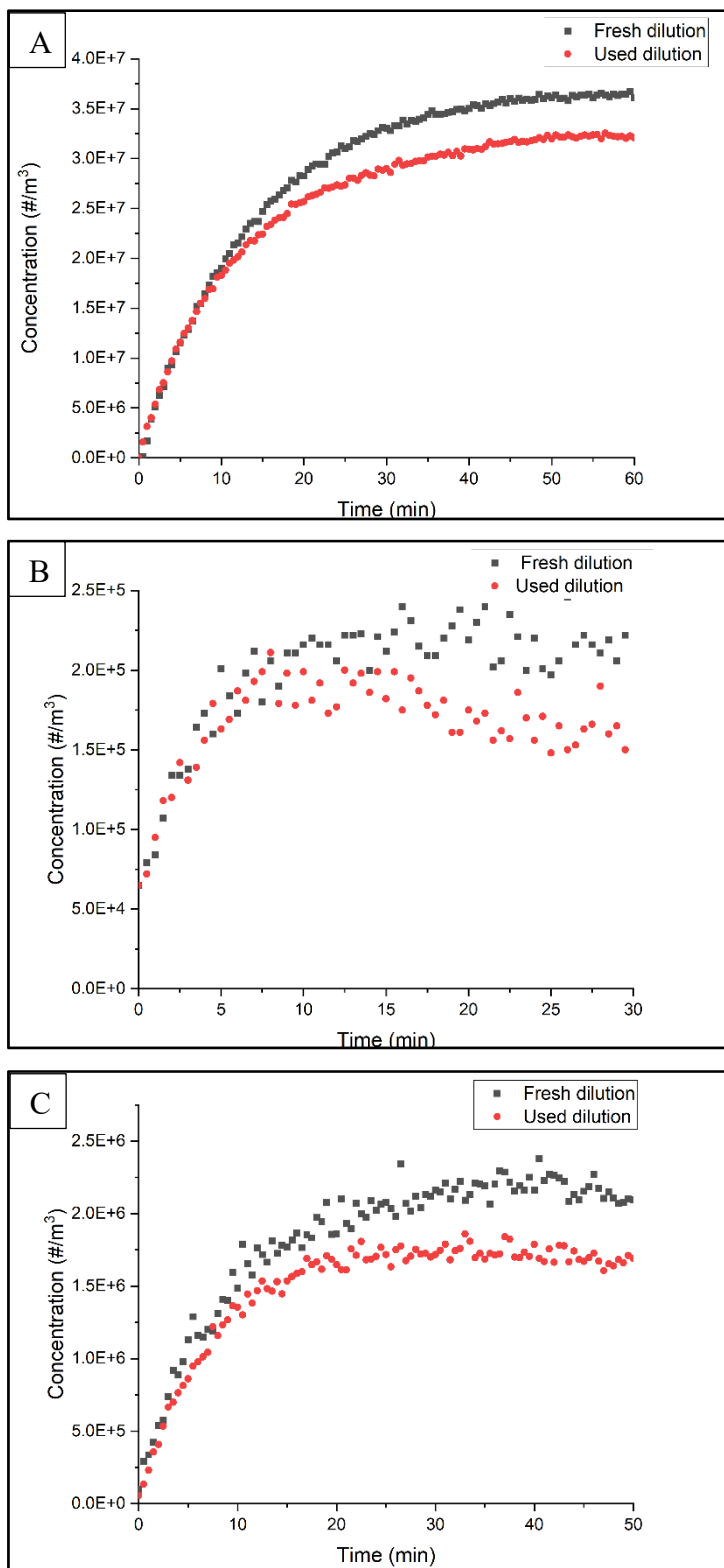 A
Fresh dilution
Used dilution
4.0E+7
3.5E+7
3.0E+7
2.5E+7
2.0E+7
1.5E+7
1.0E+7
5.0E+6
0.0E+0
Concentration (#/m³)
0 10 20 30 40 50 60
Time (min)
B
Fresh dilution
Used dilution
2.5E+5
2.0E+5
1.5E+5
1.0E+5
5.0E+4
0.0E+0
Concentration (#/m³)
0 5 10 15 20 25 30
Time (min)
C
Fresh dilution
Used dilution
2.5E+6
2.0E+6
1.5E+6
1.0E+6
5.0E+5
0.0E+0
Concentration (#/m³)
0 10 20 30 40 50
Time (min)